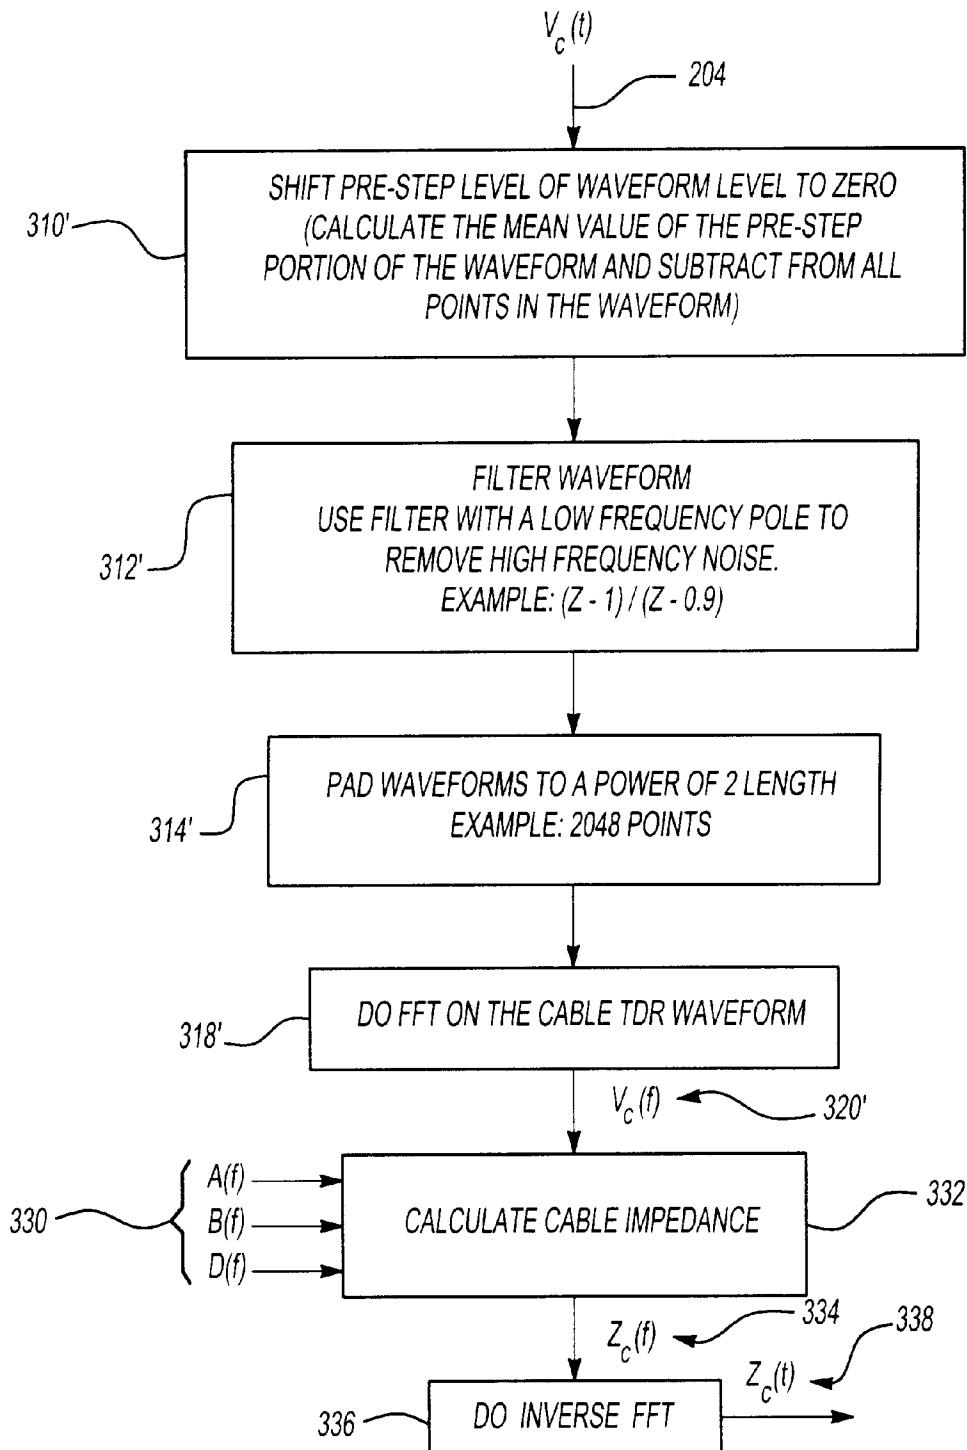 V_c(t)
204
SHIFT PRE-STEP LEVEL OF WAVEFORM LEVEL TO ZERO
(CALCULATE THE MEAN VALUE OF THE PRE-STEP
PORTION OF THE WAVEFORM AND SUBTRACT FROM ALL
POINTS IN THE WAVEFORM)
310'
FILTER WAVEFORM
USE FILTER WITH A LOW FREQUENCY POLE TO
REMOVE HIGH FREQUENCY NOISE.
EXAMPLE: (Z - 1) / (Z - 0.9)
312'
PAD WAVEFORMS TO A POWER OF 2 LENGTH
EXAMPLE: 2048 POINTS
314'
DO FFT ON THE CABLE TDR WAVEFORM
318'
V_c(f)
320'
330
A(f)
B(f)
D(f)
CALCULATE CABLE IMPEDANCE
332
Z_c(f)
334
338
Z_c(t)
336
DO INVERSE FFT